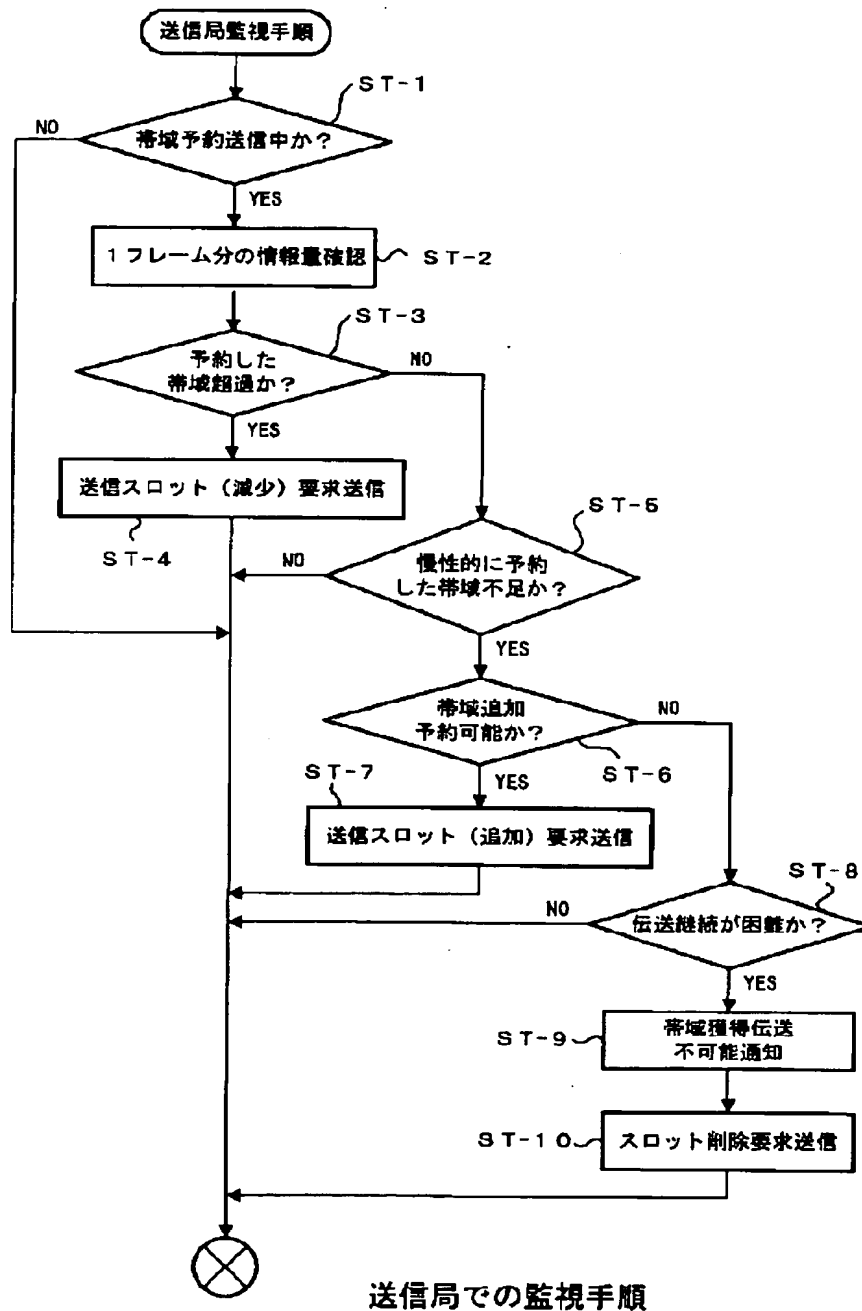 送信局監視手順
ST-1
NO
帯域予約送信中か?
YES
1フレーム分の情報量確認
ST-2
ST-3
予約した
帯域超過か?
NO
YES
送信スロット（減少）要求送信
ST-4
ST-5
慢性的に予約
した帯域不足か?
NO
YES
帯域追加
予約可能か?
NO
ST-6
ST-7
YES
送信スロット（追加）要求送信
ST-8
NO
伝送継続が困難か?
YES
ST-9
帯域獲得伝送
不可能通知
ST-10
スロット削除要求送信
送信局での監視手順